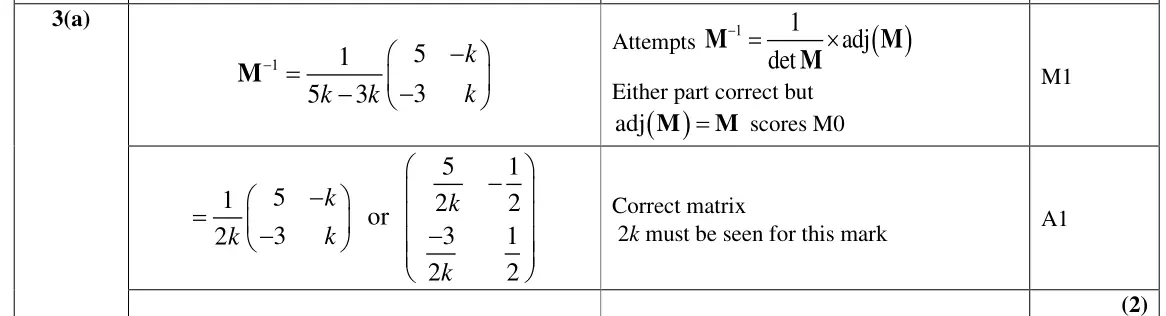 3(a)
M⁻¹ = 1/(5k − 3k) ( 5 −k ; −3 k )
Attempts M⁻¹ = 1/det M × adj(M)
Either part correct but
adj(M) = M scores M0
M1
= 1/2k ( 5 −k ; −3 k ) or ( 5/2k −1/2 ; −3/2k 1/2 )
Correct matrix
2k must be seen for this mark
A1
(2)